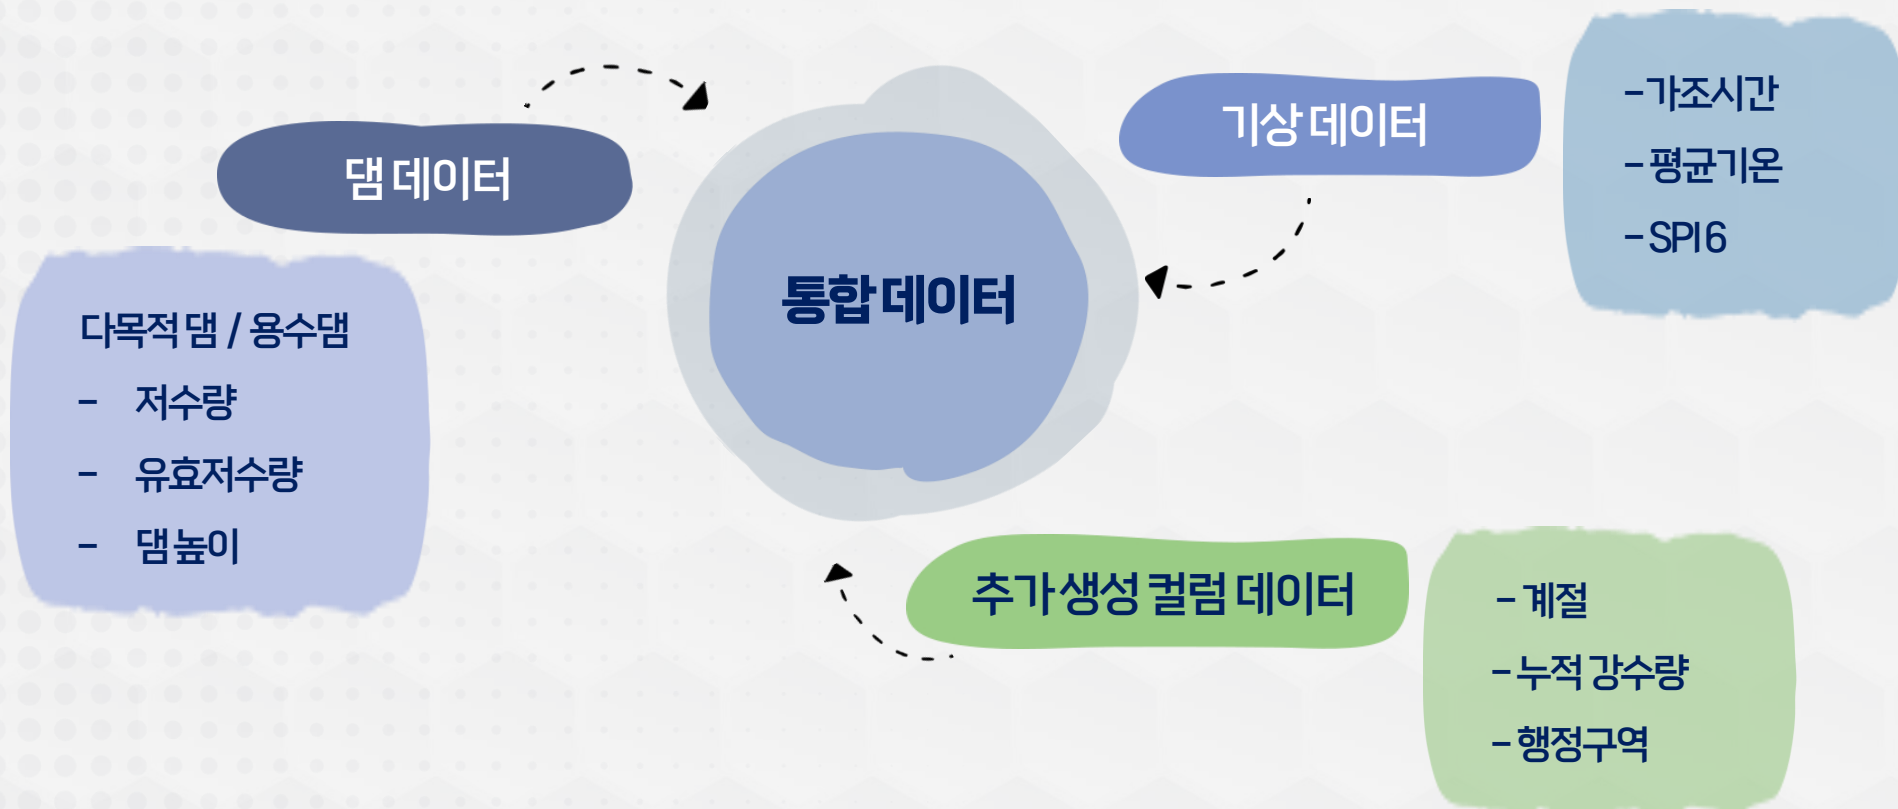 댐 데이터
다목적 댐 / 용수댐
- 저수량
- 유효저수량
- 댐 높이
통합 데이터
기상 데이터
- 가조시간
- 평균기온
- SPI 6
추가 생성 컬럼 데이터
- 계절
- 누적 강수량
- 행정구역